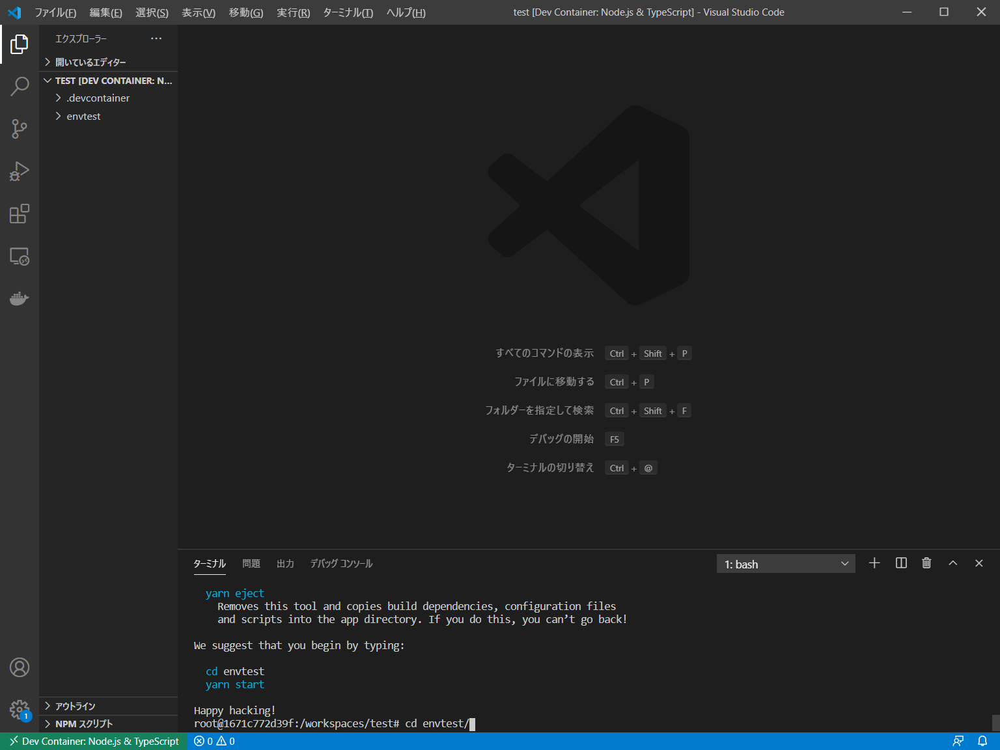 ファイル(F) 編集(E) 選択(S) 表示(V) 移動(G) 実行(R) ターミナル(T) ヘルプ(H) test [Dev Container: Node.js & TypeScript] - Visual Studio Code
エクスプローラー
開いているエディター
TEST [DEV CONTAINER: N...
.devcontainer
envtest
すべてのコマンドの表示 Ctrl + Shift + P
ファイルに移動する Ctrl + P
フォルダーを指定して検索 Ctrl + Shift + F
デバッグの開始 F5
ターミナルの切り替え Ctrl + @
ターミナル 問題 出力 デバッグ コンソール 1: bash
yarn eject
Removes this tool and copies build dependencies, configuration files
and scripts into the app directory. If you do this, you can’t go back!
We suggest that you begin by typing:
cd envtest
yarn start
Happy hacking!
root@1671c772d39f:/workspaces/test# cd envtest/
1
アウトライン
NPM スクリプト
Dev Container: Node.js & TypeScript 0 0